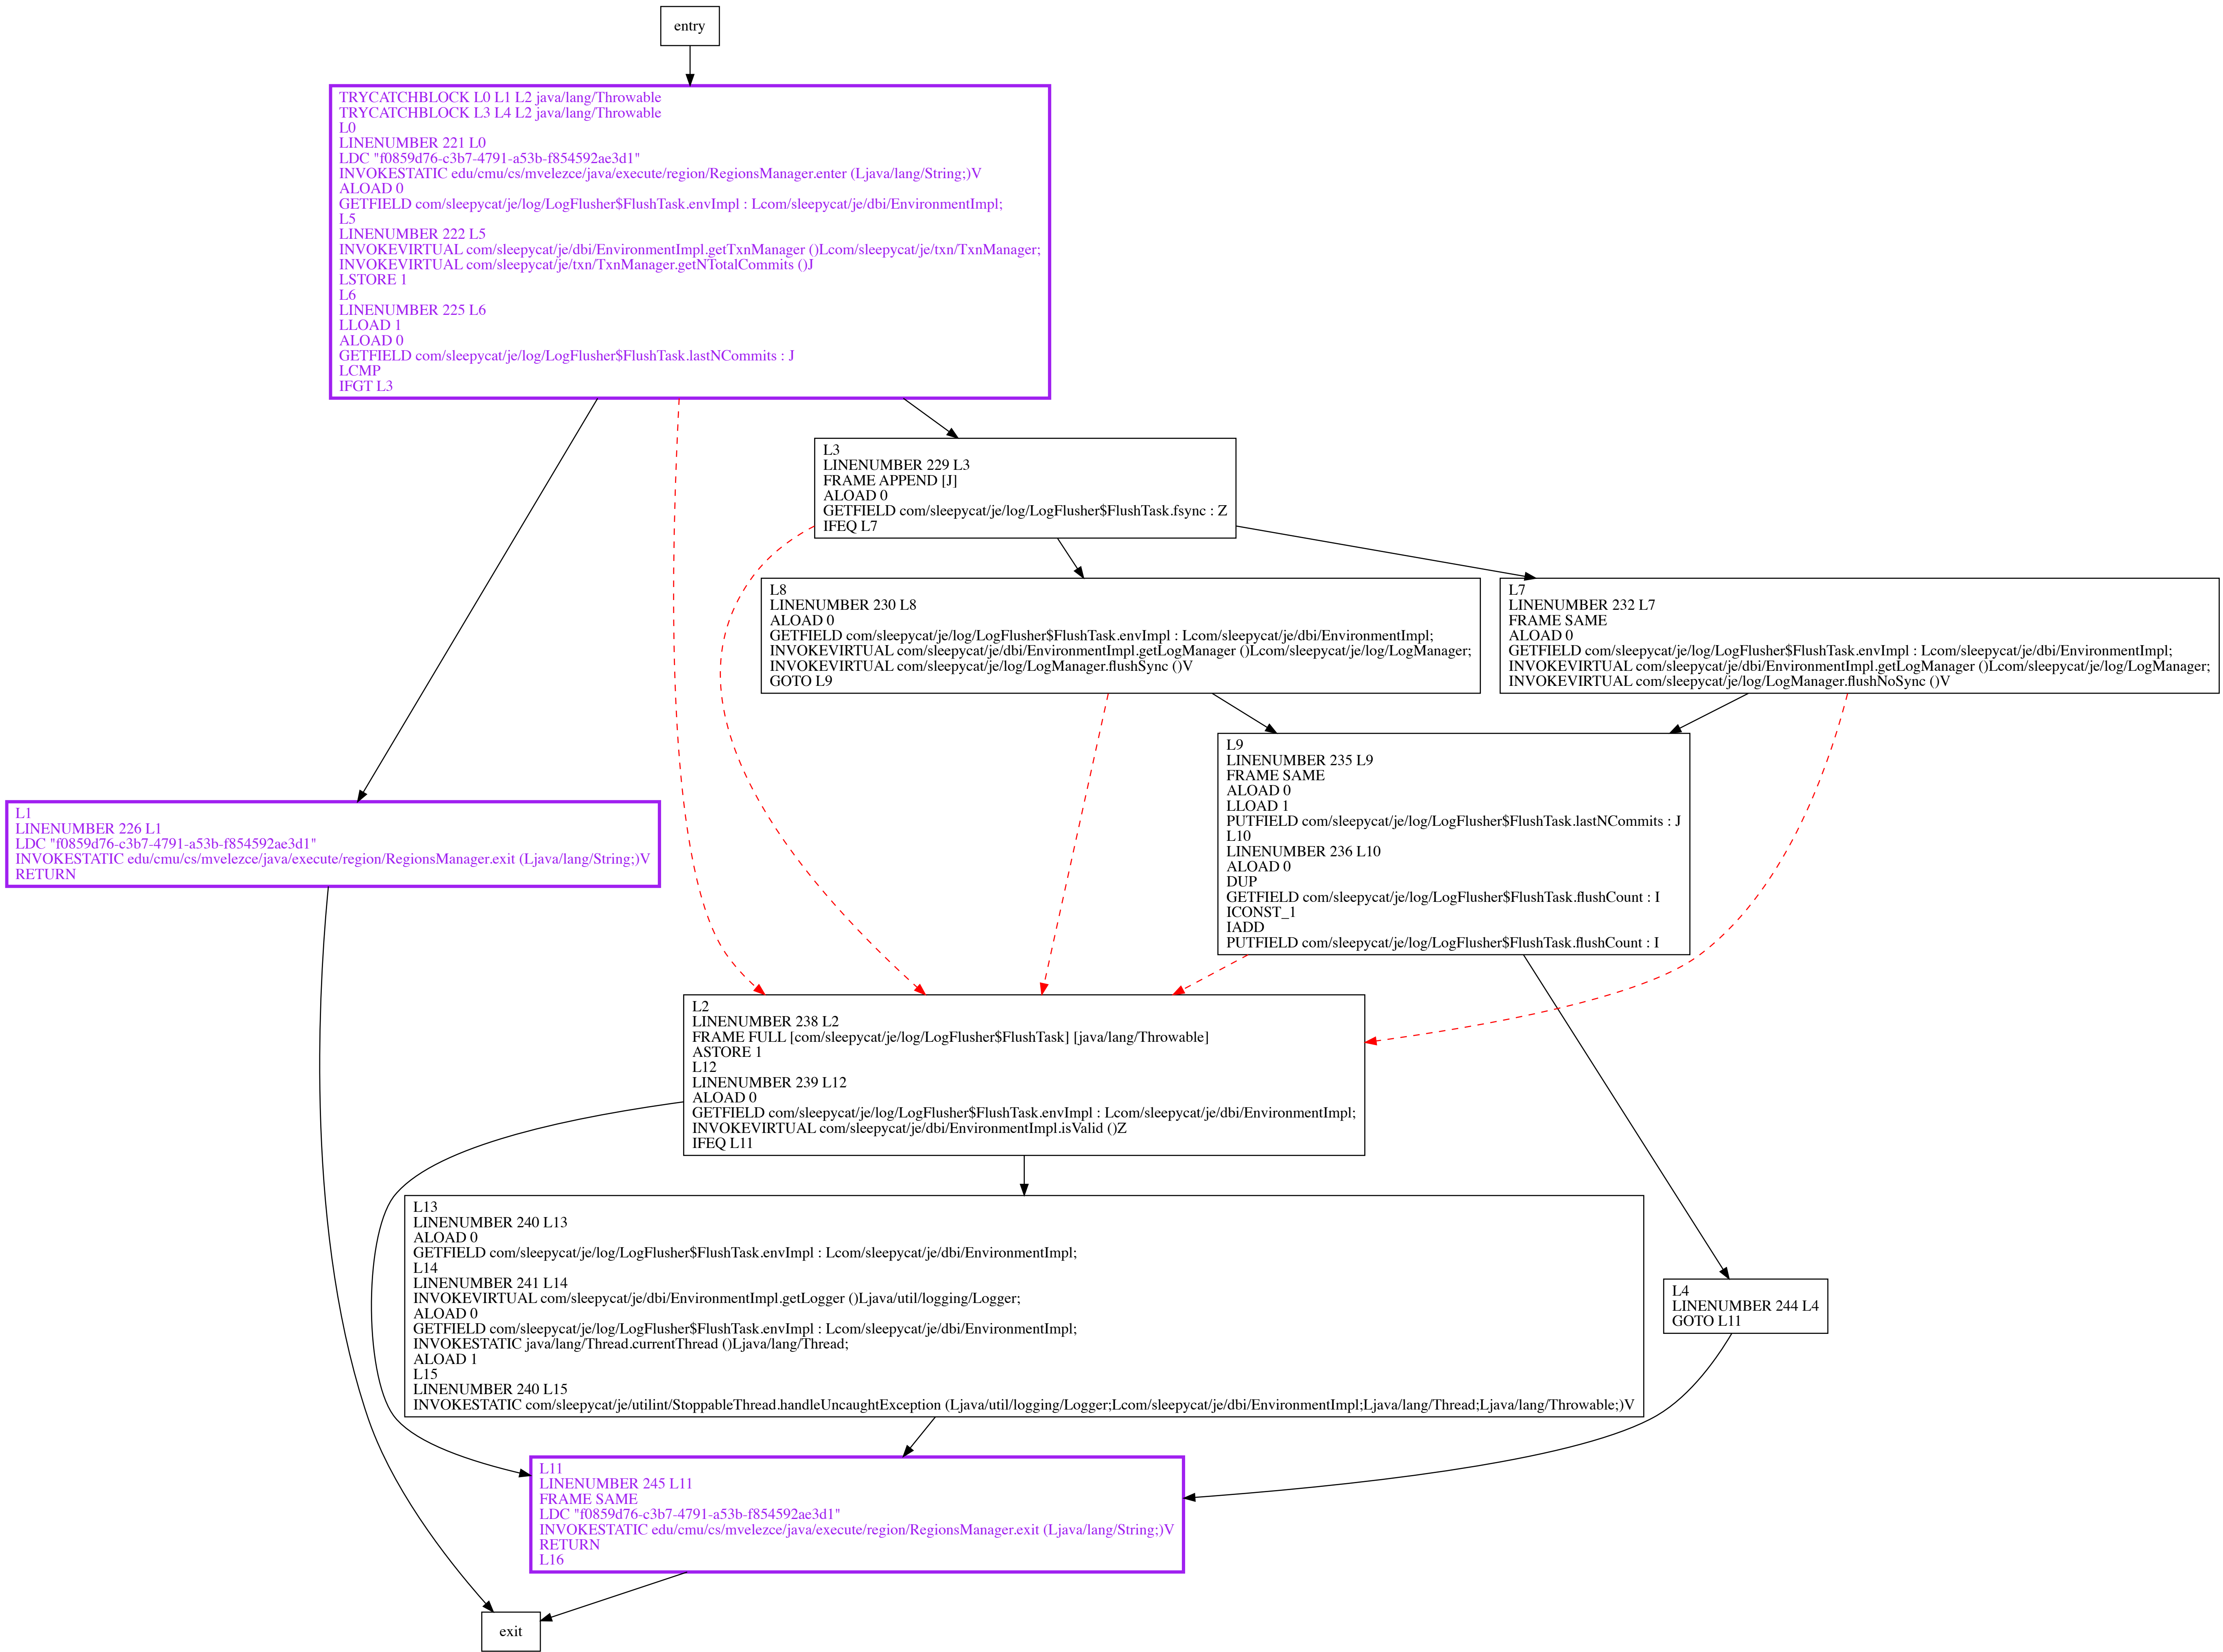 entry
TRYCATCHBLOCK L0 L1 L2 java/lang/Throwable
TRYCATCHBLOCK L3 L4 L2 java/lang/Throwable
L0
LINENUMBER 221 L0
LDC "f0859d76-c3b7-4791-a53b-f854592ae3d1"
INVOKESTATIC edu/cmu/cs/mvelezce/java/execute/region/RegionsManager.enter (Ljava/lang/String;)V
ALOAD 0
GETFIELD com/sleepycat/je/log/LogFlusher$FlushTask.envImpl : Lcom/sleepycat/je/dbi/EnvironmentImpl;
L5
LINENUMBER 222 L5
INVOKEVIRTUAL com/sleepycat/je/dbi/EnvironmentImpl.getTxnManager ()Lcom/sleepycat/je/txn/TxnManager;
INVOKEVIRTUAL com/sleepycat/je/txn/TxnManager.getNTotalCommits ()J
LSTORE 1
L6
LINENUMBER 225 L6
LLOAD 1
ALOAD 0
GETFIELD com/sleepycat/je/log/LogFlusher$FlushTask.lastNCommits : J
LCMP
IFGT L3
L3
LINENUMBER 229 L3
FRAME APPEND [J]
ALOAD 0
GETFIELD com/sleepycat/je/log/LogFlusher$FlushTask.fsync : Z
IFEQ L7
L8
LINENUMBER 230 L8
ALOAD 0
GETFIELD com/sleepycat/je/log/LogFlusher$FlushTask.envImpl : Lcom/sleepycat/je/dbi/EnvironmentImpl;
INVOKEVIRTUAL com/sleepycat/je/dbi/EnvironmentImpl.getLogManager ()Lcom/sleepycat/je/log/LogManager;
INVOKEVIRTUAL com/sleepycat/je/log/LogManager.flushSync ()V
GOTO L9
L7
LINENUMBER 232 L7
FRAME SAME
ALOAD 0
GETFIELD com/sleepycat/je/log/LogFlusher$FlushTask.envImpl : Lcom/sleepycat/je/dbi/EnvironmentImpl;
INVOKEVIRTUAL com/sleepycat/je/dbi/EnvironmentImpl.getLogManager ()Lcom/sleepycat/je/log/LogManager;
INVOKEVIRTUAL com/sleepycat/je/log/LogManager.flushNoSync ()V
L9
LINENUMBER 235 L9
FRAME SAME
ALOAD 0
LLOAD 1
PUTFIELD com/sleepycat/je/log/LogFlusher$FlushTask.lastNCommits : J
L10
LINENUMBER 236 L10
ALOAD 0
DUP
GETFIELD com/sleepycat/je/log/LogFlusher$FlushTask.flushCount : I
ICONST_1
IADD
PUTFIELD com/sleepycat/je/log/LogFlusher$FlushTask.flushCount : I
L1
LINENUMBER 226 L1
LDC "f0859d76-c3b7-4791-a53b-f854592ae3d1"
INVOKESTATIC edu/cmu/cs/mvelezce/java/execute/region/RegionsManager.exit (Ljava/lang/String;)V
RETURN
L2
LINENUMBER 238 L2
FRAME FULL [com/sleepycat/je/log/LogFlusher$FlushTask] [java/lang/Throwable]
ASTORE 1
L12
LINENUMBER 239 L12
ALOAD 0
GETFIELD com/sleepycat/je/log/LogFlusher$FlushTask.envImpl : Lcom/sleepycat/je/dbi/EnvironmentImpl;
INVOKEVIRTUAL com/sleepycat/je/dbi/EnvironmentImpl.isValid ()Z
IFEQ L11
L13
LINENUMBER 240 L13
ALOAD 0
GETFIELD com/sleepycat/je/log/LogFlusher$FlushTask.envImpl : Lcom/sleepycat/je/dbi/EnvironmentImpl;
L14
LINENUMBER 241 L14
INVOKEVIRTUAL com/sleepycat/je/dbi/EnvironmentImpl.getLogger ()Ljava/util/logging/Logger;
ALOAD 0
GETFIELD com/sleepycat/je/log/LogFlusher$FlushTask.envImpl : Lcom/sleepycat/je/dbi/EnvironmentImpl;
INVOKESTATIC java/lang/Thread.currentThread ()Ljava/lang/Thread;
ALOAD 1
L15
LINENUMBER 240 L15
INVOKESTATIC com/sleepycat/je/utilint/StoppableThread.handleUncaughtException (Ljava/util/logging/Logger;Lcom/sleepycat/je/dbi/EnvironmentImpl;Ljava/lang/Thread;Ljava/lang/Throwable;)V
L4
LINENUMBER 244 L4
GOTO L11
L11
LINENUMBER 245 L11
FRAME SAME
LDC "f0859d76-c3b7-4791-a53b-f854592ae3d1"
INVOKESTATIC edu/cmu/cs/mvelezce/java/execute/region/RegionsManager.exit (Ljava/lang/String;)V
RETURN
L16
exit